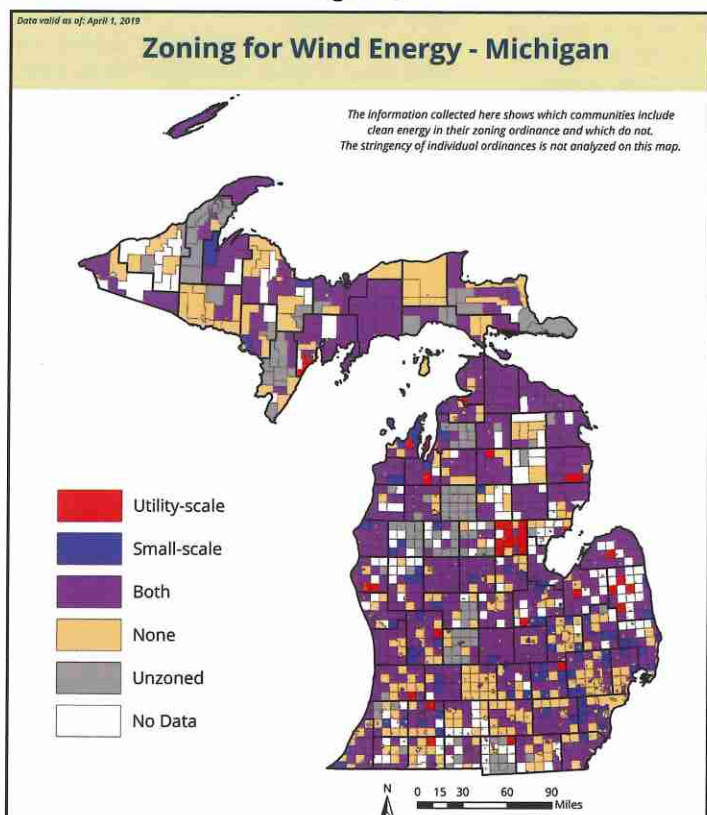 Data valid as of: April 1, 2019
Zoning for Wind Energy - Michigan
The information collected here shows which communities include
clean energy in their zoning ordinance and which do not.
The stringency of individual ordinances is not analyzed on this map.
Utility-scale
Small-scale
Both
None
Unzoned
No Data
N
0 15 30 60 90
Miles